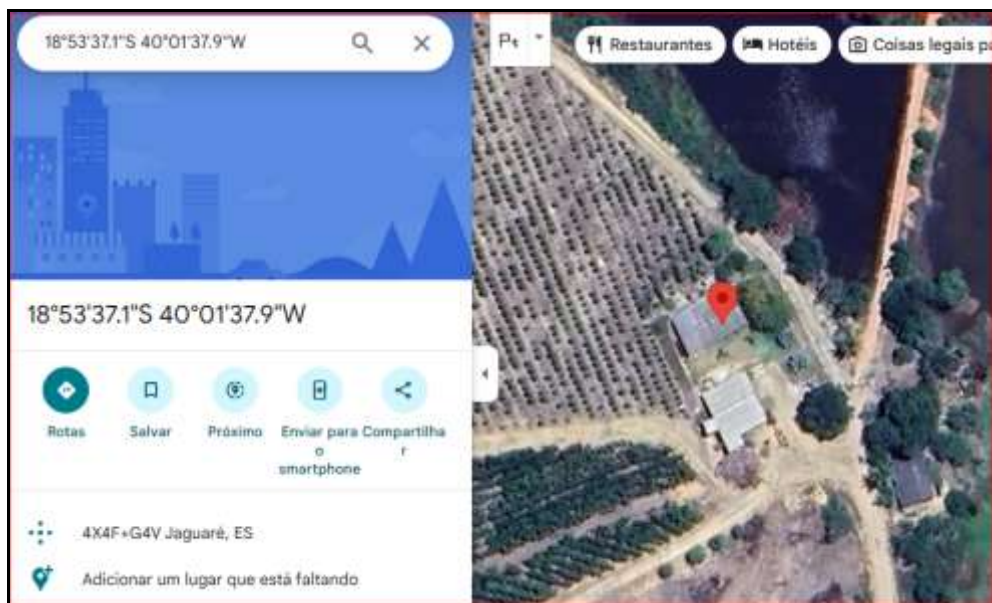 18°53'37.1"S 40°01'37.9"W
Restaurantes
Hotéis
Coisas legais pa
18°53'37.1"S 40°01'37.9"W
Rotas
Salvar
Próximo
Enviar para
o
smartphone
Compartilha
r
4X4F+G4V Jaguaré, ES
Adicionar um lugar que está faltando